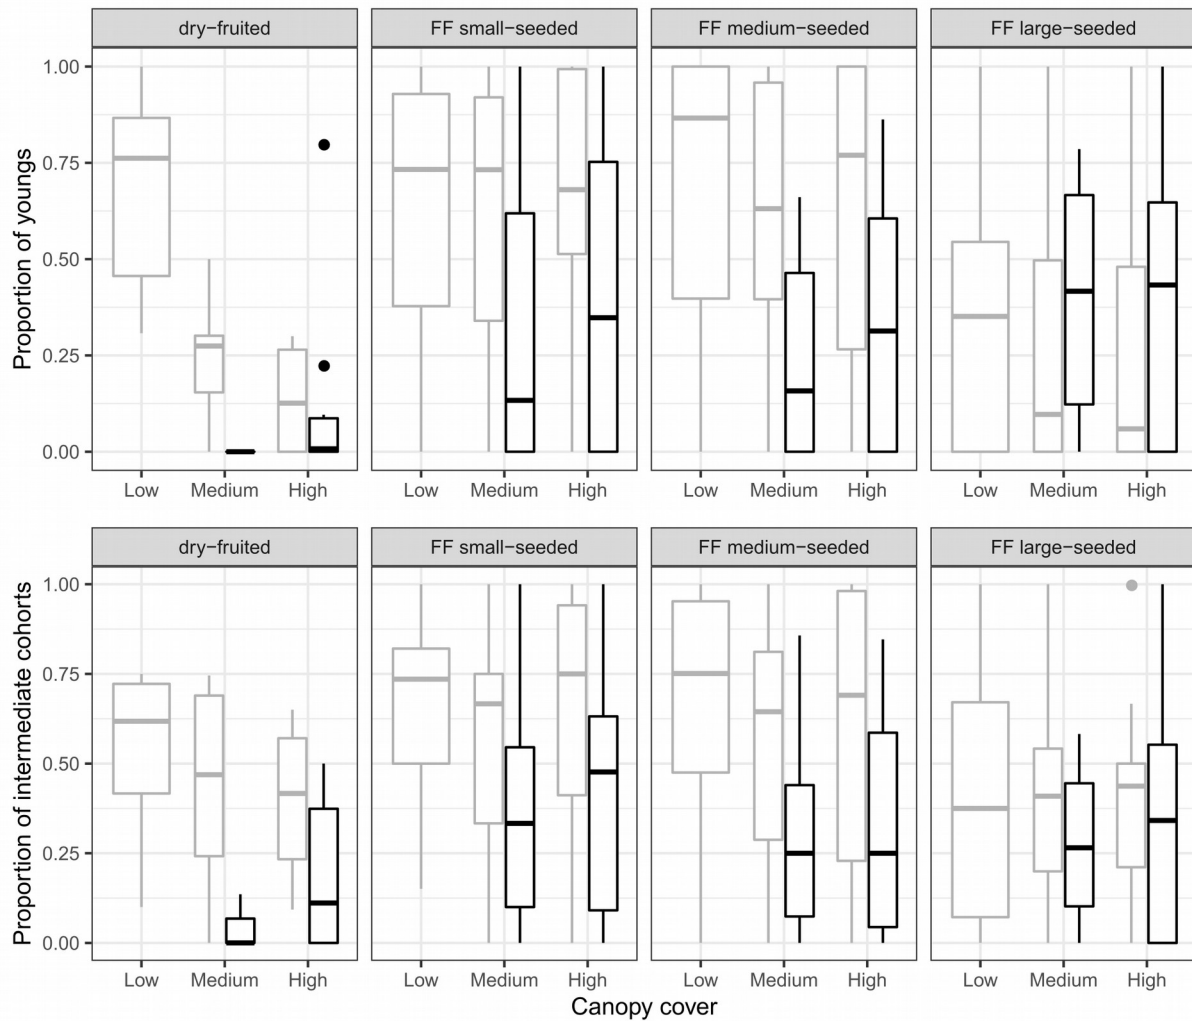 dry−fruited
FF small−seeded
FF medium−seeded
FF large−seeded
Proportion of youngs
1.00
0.75
0.50
0.25
0.00
Low Medium High
Low Medium High
Low Medium High
Low Medium High
dry−fruited
FF small−seeded
FF medium−seeded
FF large−seeded
Proportion of intermediate cohorts
1.00
0.75
0.50
0.25
0.00
Low Medium High
Low Medium High
Low Medium High
Low Medium High
Canopy cover